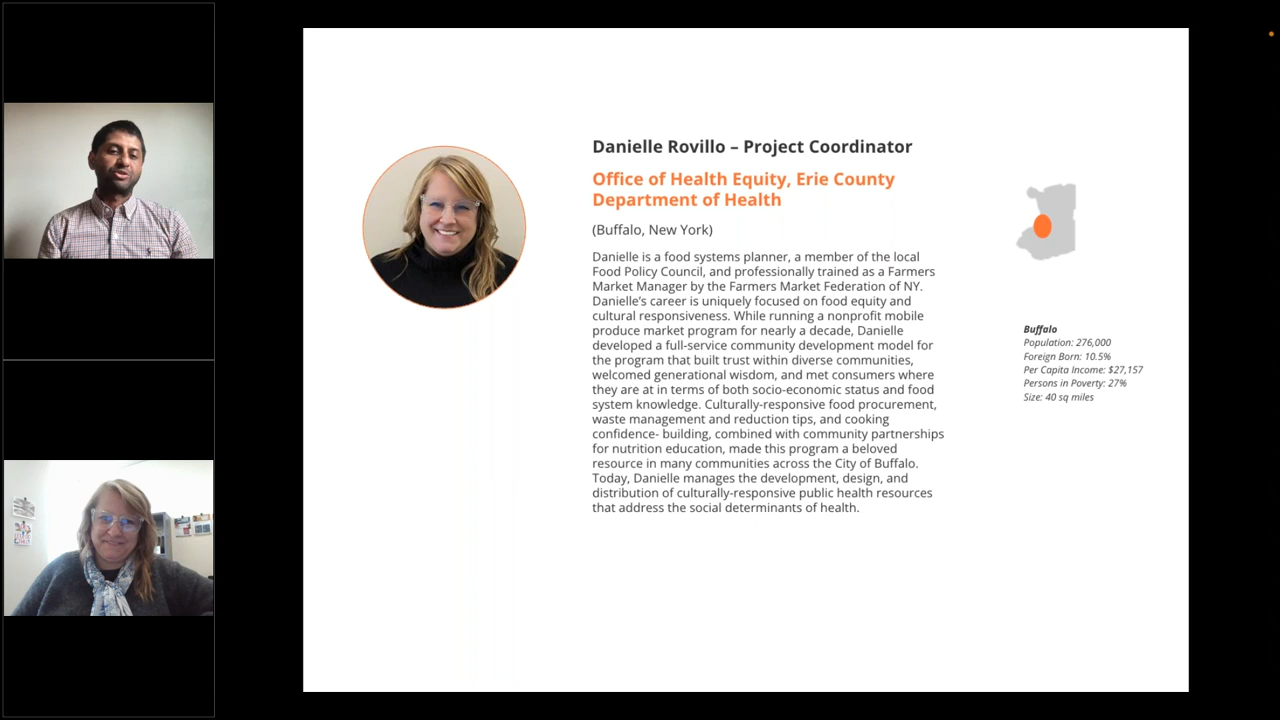 Danielle Rovillo – Project Coordinator
Office of Health Equity, Erie County
Department of Health
(Buffalo, New York)
Danielle is a food systems planner, a member of the local
Food Policy Council, and professionally trained as a Farmers
Market Manager by the Farmers Market Federation of NY.
Danielle's career is uniquely focused on food equity and
cultural responsiveness. While running a nonprofit mobile
produce market program for nearly a decade, Danielle
developed a full-service community development model for
the program that built trust within diverse communities,
welcomed generational wisdom, and met consumers where
they are at in terms of both socio-economic status and food
system knowledge. Culturally-responsive food procurement,
waste management and reduction tips, and cooking
confidence- building, combined with community partnerships
for nutrition education, made this program a beloved
resource in many communities across the City of Buffalo.
Today, Danielle manages the development, design, and
distribution of culturally-responsive public health resources
that address the social determinants of health.
Buffalo
Population: 276,000
Foreign Born: 10.5%
Per Capita Income: $27,157
Persons in Poverty: 27%
Size: 40 sq miles